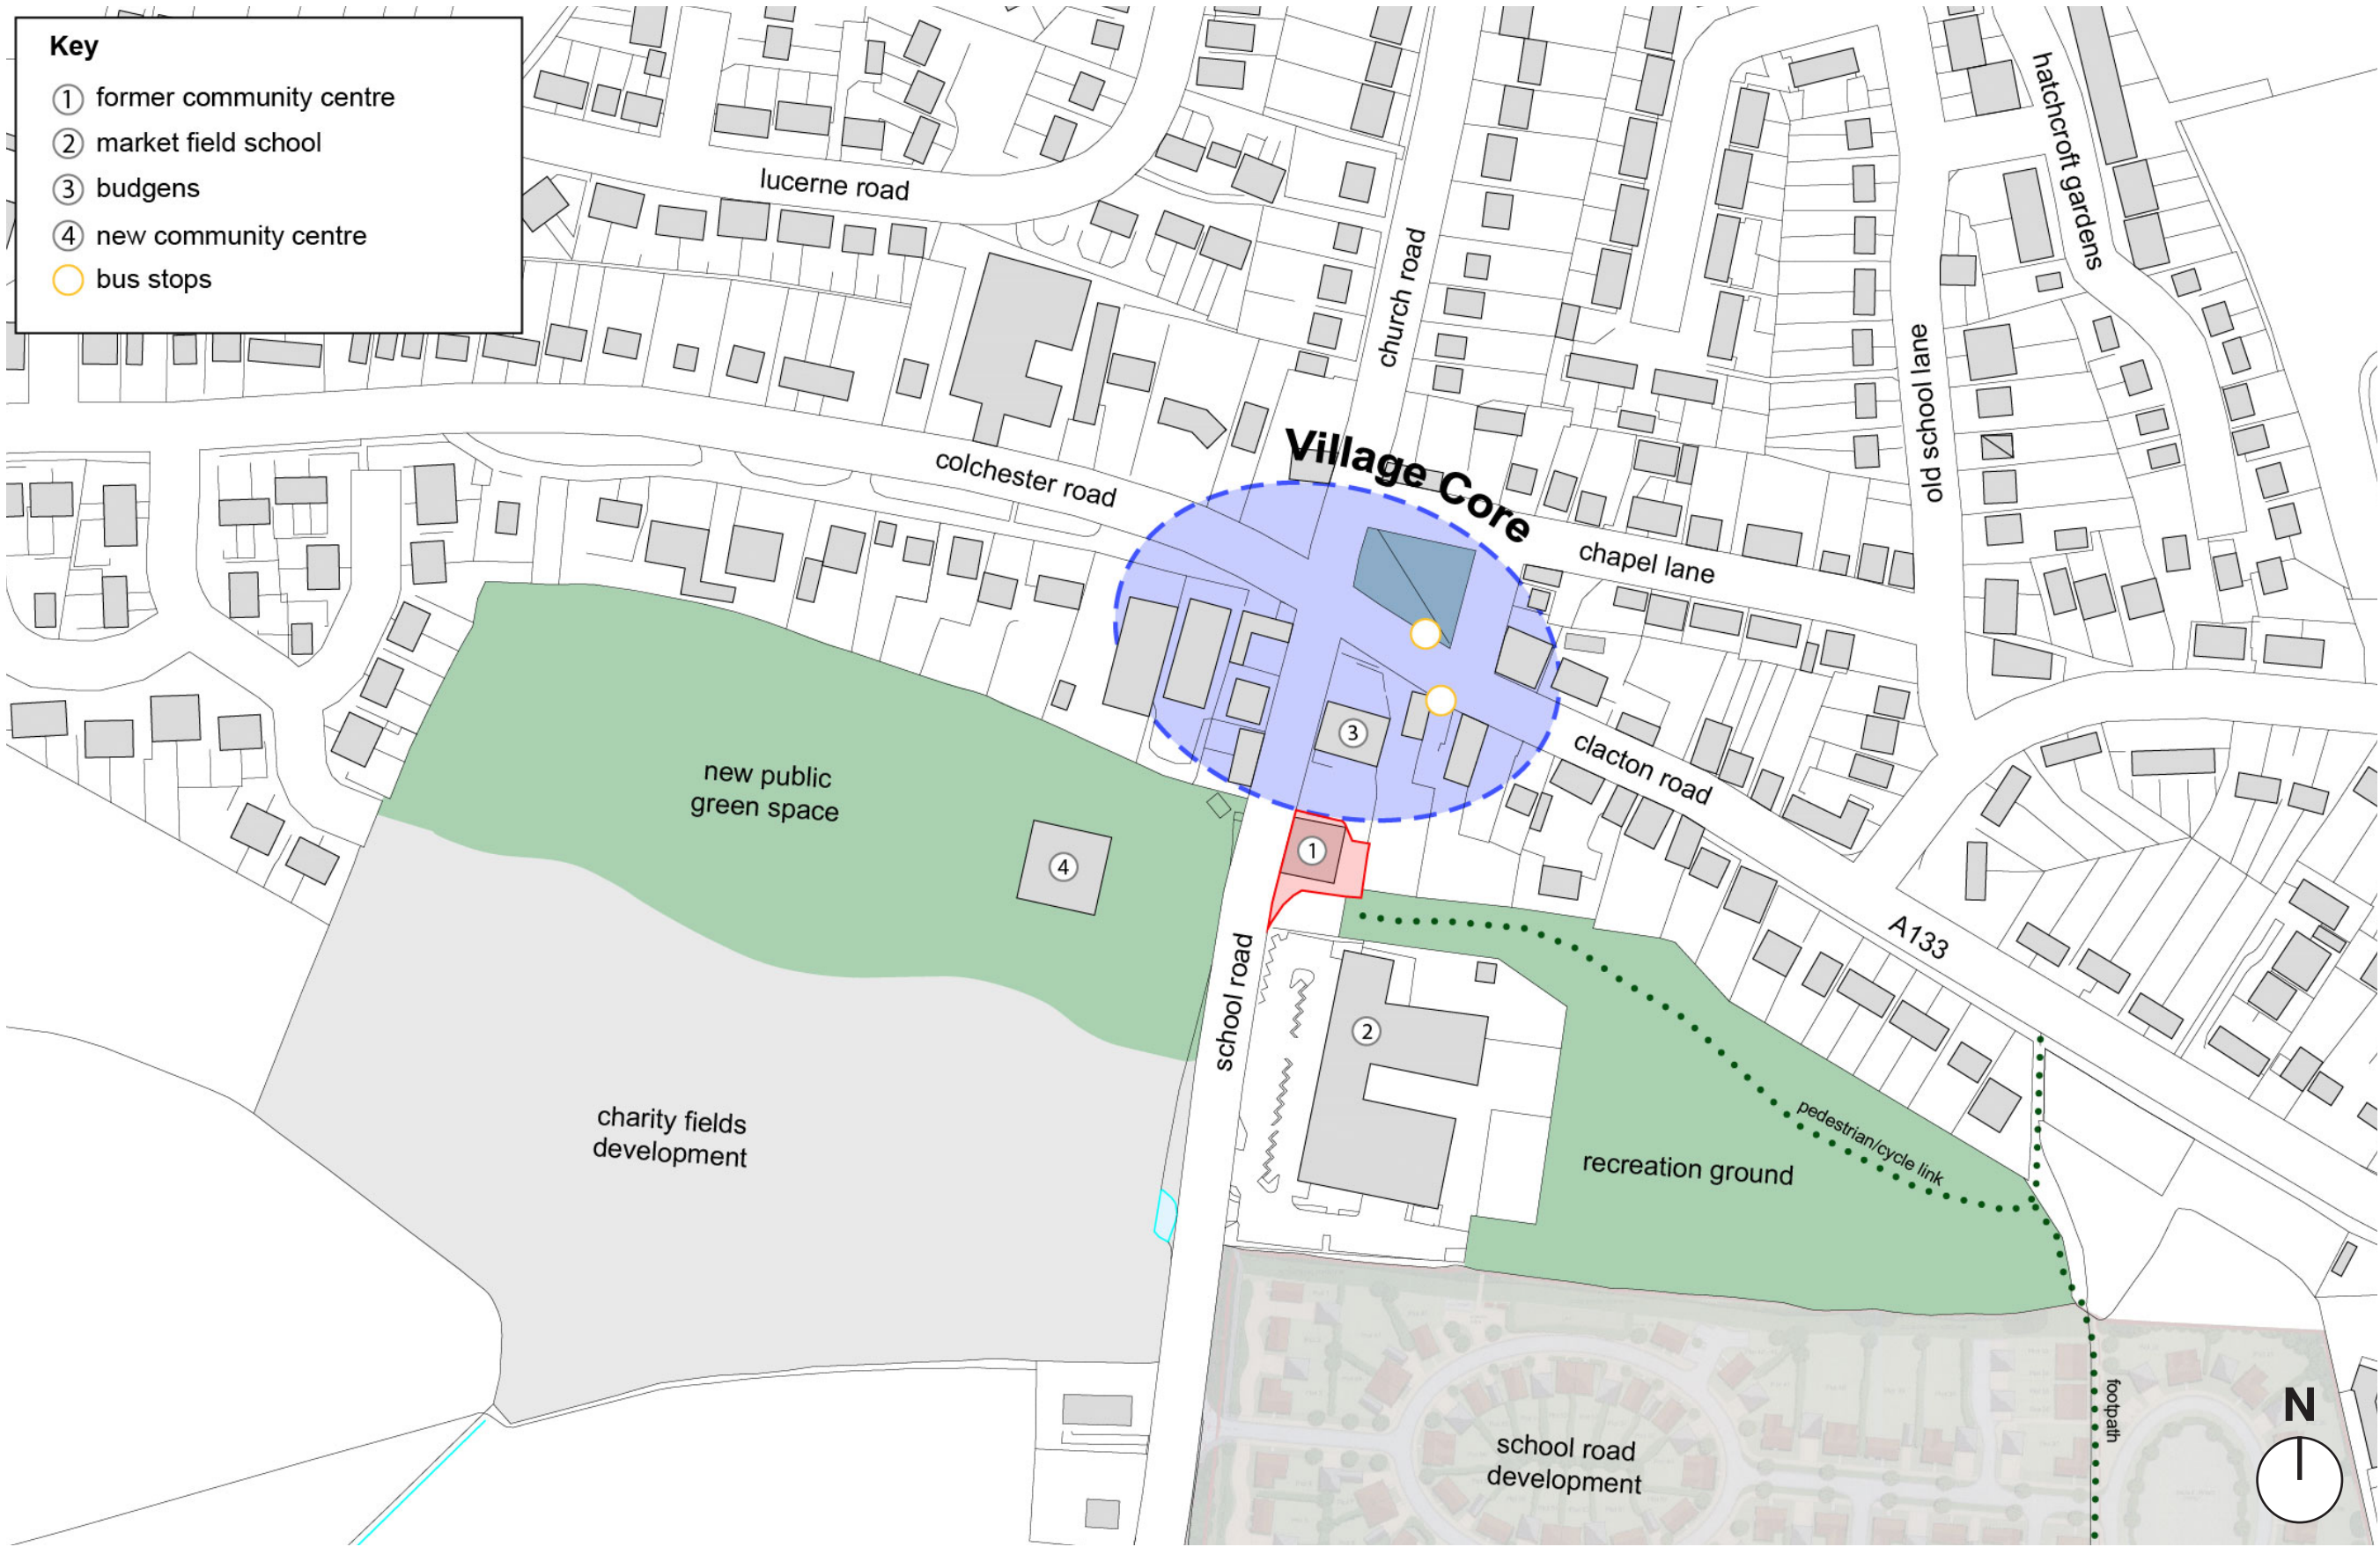 Key
1 former community centre
2 market field school
3 budgens
4 new community centre
bus stops
lucerne road
church road
hatchcroft gardens
old school lane
colchester road
Village Core
chapel lane
3
clacton road
new public
green space
4
1
A133
school road
2
pedestrian/cycle link
recreation ground
charity fields
development
footpath
school road
development
N